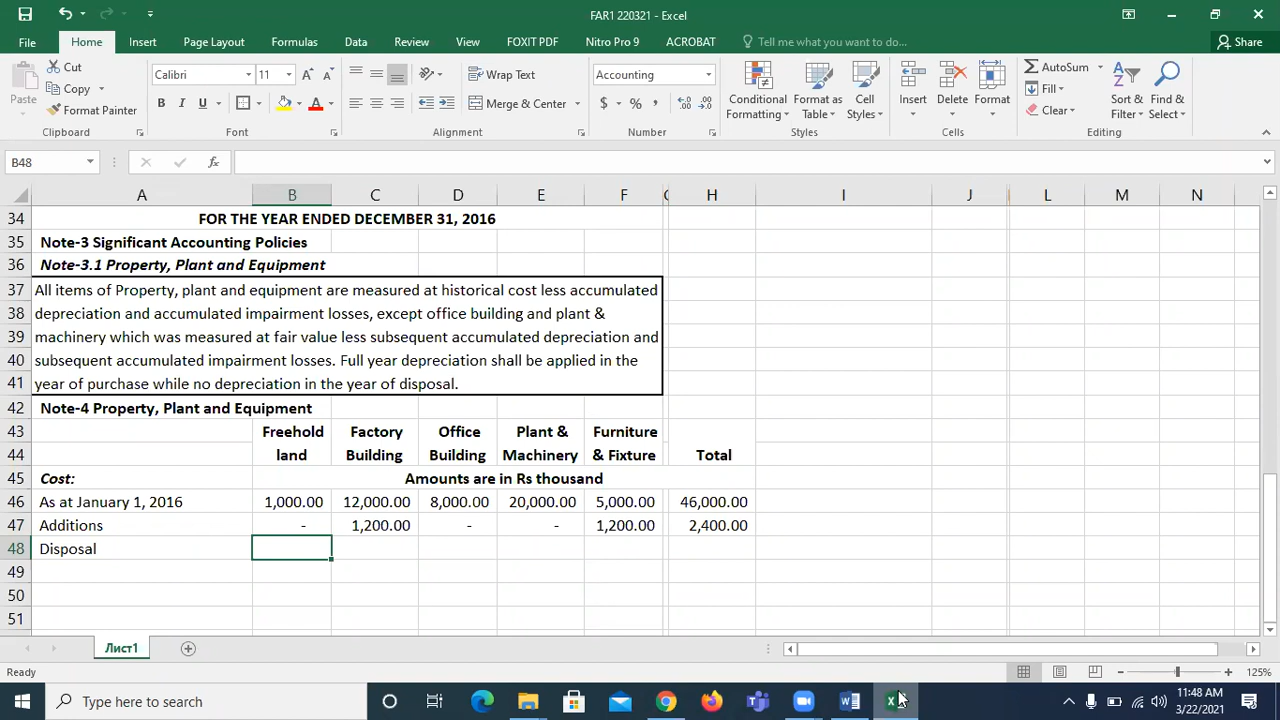 FAR1 220321 - Excel
File Home Insert Page Layout Formulas Data Review View FOXIT PDF Nitro Pro 9 ACROBAT Tell me what you want to do... Share
Paste
Cut
Copy
Format Painter
Clipboard
Calibri 11
B I U
Font
Wrap Text
Merge & Center
Alignment
Accounting
$ % ,
Number
Conditional Formatting
Format as Table
Cell Styles
Styles
Insert
Delete
Format
Cells
AutoSum
Fill
Clear
Sort & Filter
Find & Select
Editing
B48 fx
A B C D E F G H I J L M N
34 FOR THE YEAR ENDED DECEMBER 31, 2016
35 Note-3 Significant Accounting Policies
36 Note-3.1 Property, Plant and Equipment
37 All items of Property, plant and equipment are measured at historical cost less accumulated
38 depreciation and accumulated impairment losses, except office building and plant &
39 machinery which was measured at fair value less subsequent accumulated depreciation and
40 subsequent accumulated impairment losses. Full year depreciation shall be applied in the
41 year of purchase while no depreciation in the year of disposal.
42 Note-4 Property, Plant and Equipment
43 Freehold Factory Office Plant & Furniture
44 land Building Building Machinery & Fixture Total
45 Cost: Amounts are in Rs thousand
46 As at January 1, 2016 1,000.00 12,000.00 8,000.00 20,000.00 5,000.00 46,000.00
47 Additions - 1,200.00 - - 1,200.00 2,400.00
48 Disposal
49
50
51
Лист1
Ready 125%
Type here to search
11:48 AM
3/22/2021